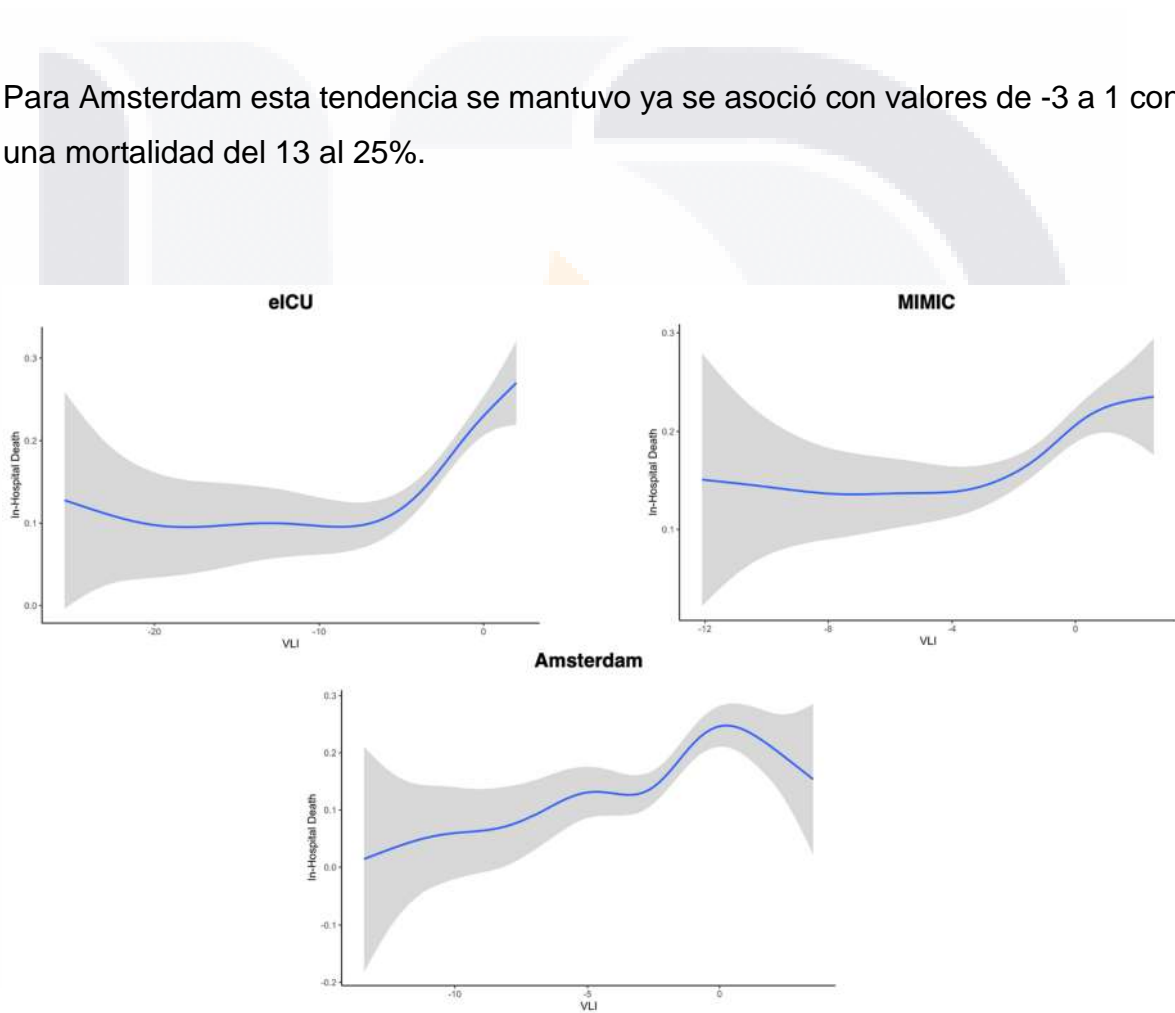 Para Amsterdam esta tendencia se mantuvo ya se asoció con valores de -3 a 1 con
una mortalidad del 13 al 25%.
eICU
0.3
0.2
0.1
0.0
In-Hospital Death
-20
-10
0
VLI
MIMIC
0.3
0.2
0.1
In-Hospital Death
-12
-8
-4
0
VLI
Amsterdam
0.3
0.2
0.1
0.0
-0.1
-0.2
In-Hospital Death
-10
-5
0
VLI